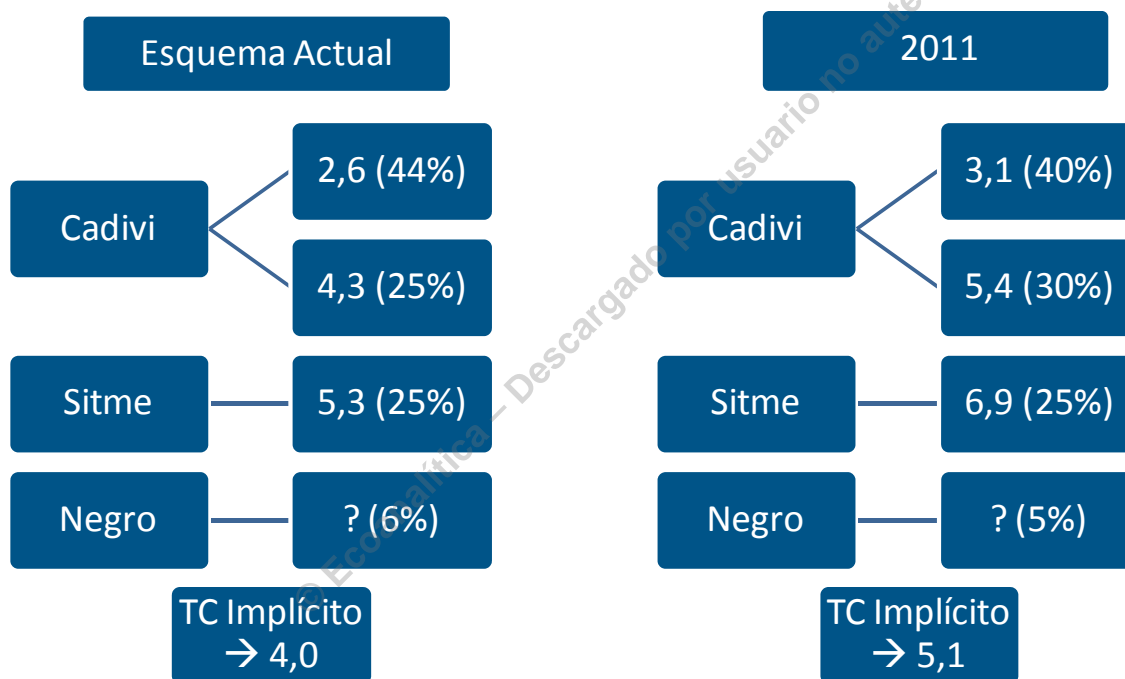 Esquema Actual
Cadivi
2,6 (44%)
4,3 (25%)
Sitme
5,3 (25%)
Negro
? (6%)
TC Implícito
→ 4,0
2011
Cadivi
3,1 (40%)
5,4 (30%)
Sitme
6,9 (25%)
Negro
? (5%)
TC Implícito
→ 5,1
© Ecoanalítica – Descargado por usuario no